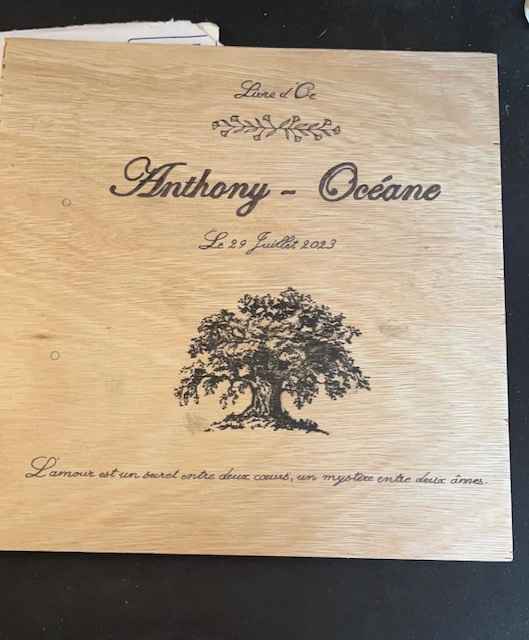 Livre d'Or
Anthony - Océane
Le 29 Juillet 2023
L'amour est un secret entre deux cœurs, un mystère entre deux âmes.